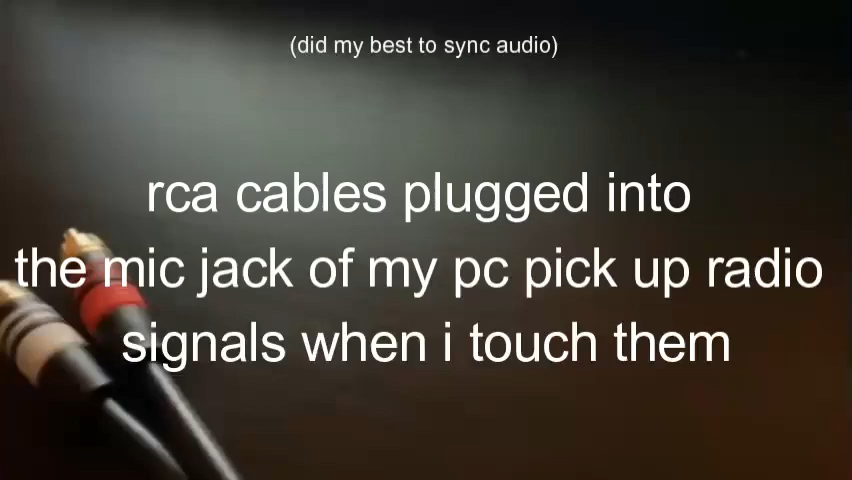 (did my best to sync audio)
rca cables plugged into
the mic jack of my pc pick up radio
signals when i touch them